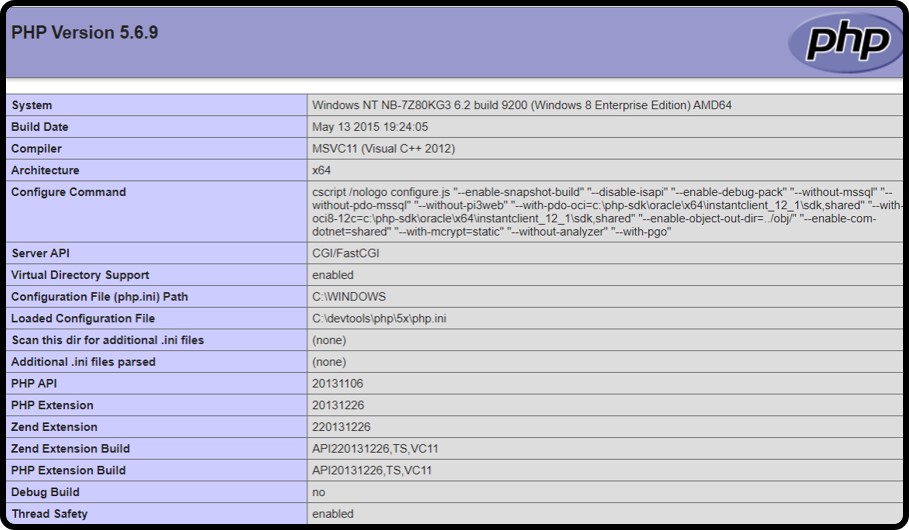 PHP Version 5.6.9
php
System Windows NT NB-7Z80KG3 6.2 build 9200 (Windows 8 Enterprise Edition) AMD64
Build Date May 13 2015 19:24:05
Compiler MSVC11 (Visual C++ 2012)
Architecture x64
Configure Command cscript /nologo configure.js "--enable-snapshot-build" "--disable-isapi" "--enable-debug-pack" "--without-mssql" "--
without-pdo-mssql" "--without-pi3web" "--with-pdo-oci=c:\php-sdk\oracle\x64\instantclient_12_1\sdk,shared" "--with-
oci8-12c=c:\php-sdk\oracle\x64\instantclient_12_1\sdk,shared" "--enable-object-out-dir=../obj/" "--enable-com-
dotnet=shared" "--with-mcrypt=static" "--without-analyzer" "--with-pgo"
Server API CGI/FastCGI
Virtual Directory Support enabled
Configuration File (php.ini) Path C:\WINDOWS
Loaded Configuration File C:\devtools\php\5x\php.ini
Scan this dir for additional .ini files (none)
Additional .ini files parsed (none)
PHP API 20131106
PHP Extension 20131226
Zend Extension 220131226
Zend Extension Build API220131226,TS,VC11
PHP Extension Build API20131226,TS,VC11
Debug Build no
Thread Safety enabled